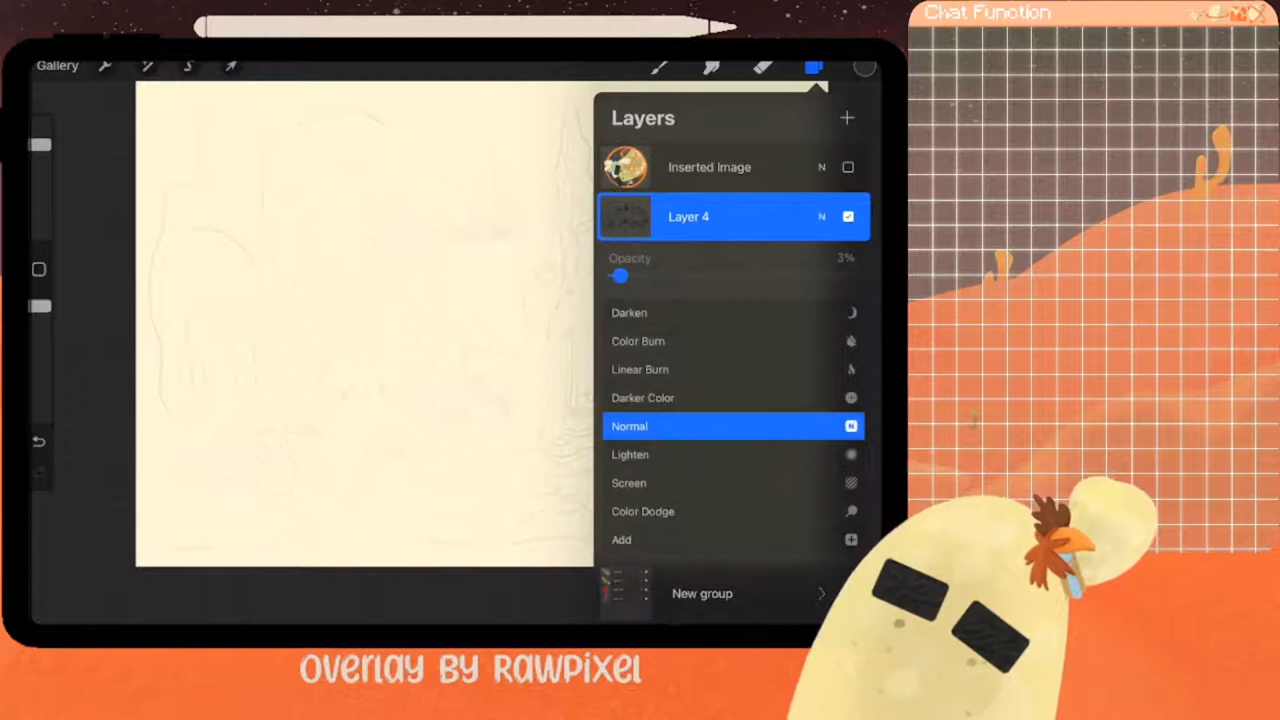 Chat Function
Gallery
Layers
Inserted Image N
Layer 4 N
Opacity 3%
Darken
Color Burn
Linear Burn
Darker Color
Normal N
Lighten
Screen
Color Dodge
Add
New group
Overlay by Rawpixel